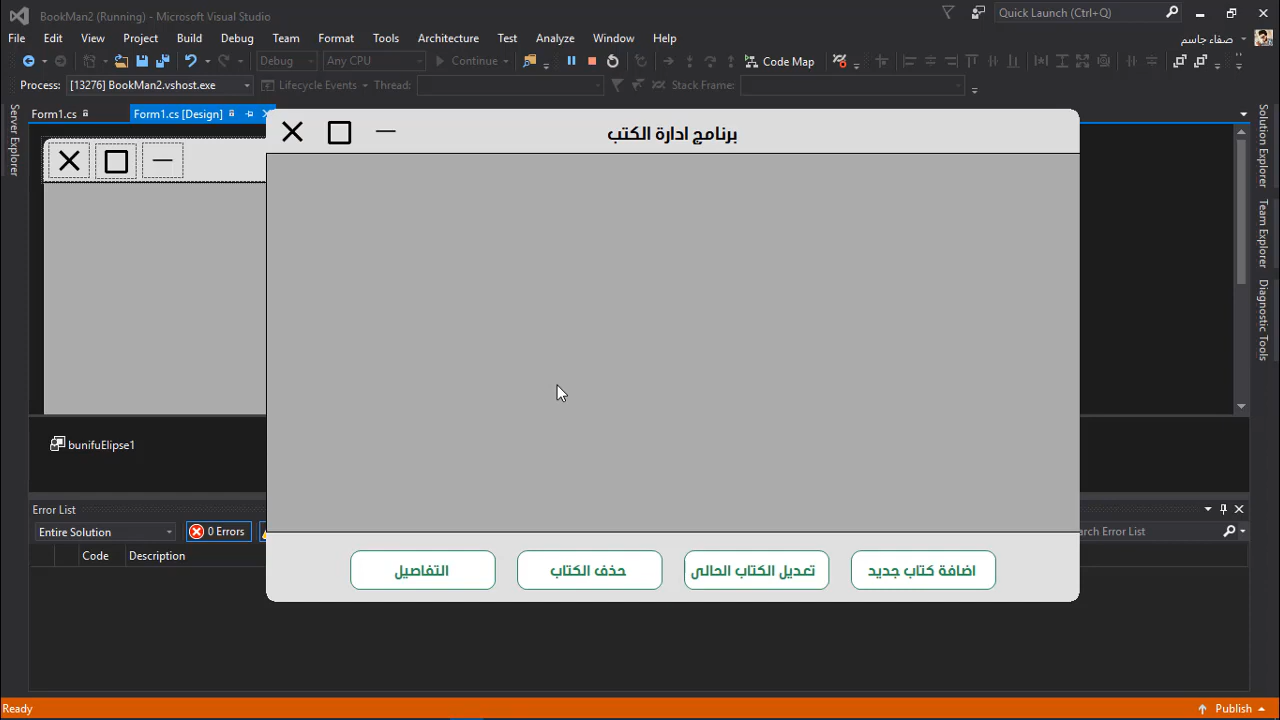 BookMan2 (Running) - Microsoft Visual Studio
Quick Launch (Ctrl+Q)
File Edit View Project Build Debug Team Format Tools Architecture Test Analyze Window Help
صفاء جاسم
Debug Any CPU Continue Code Map
Process: [13276] BookMan2.vshost.exe Lifecycle Events Thread: Stack Frame:
Form1.cs Form1.cs [Design]
برنامج ادارة الكتب
Server Explorer
Solution Explorer
Team Explorer
Diagnostic Tools
bunifuElipse1
Error List
Entire Solution 0 Errors
arch Error List
Code Description
اضافة كتاب جديد
تعديل الكتاب الحالي
حذف الكتاب
التفاصيل
Ready
Publish